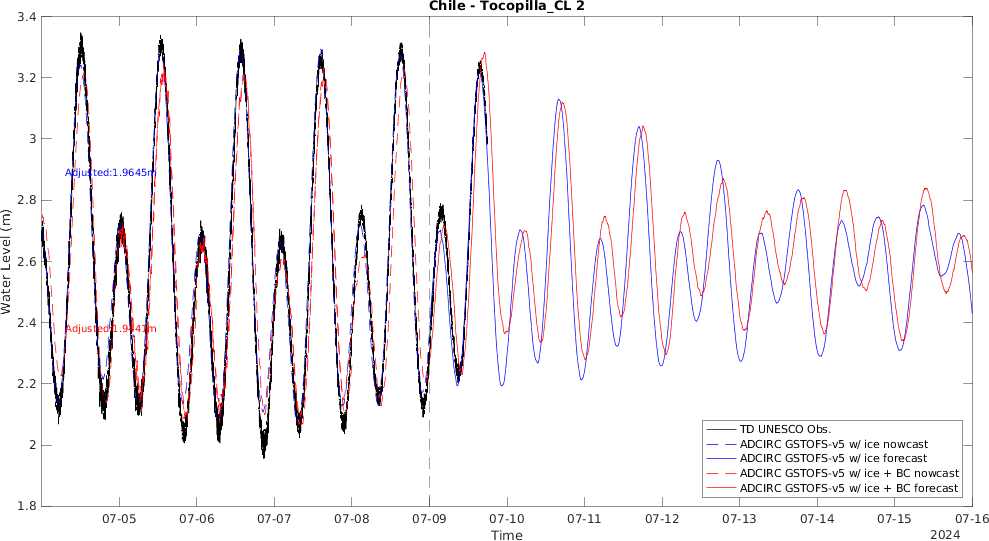 Chile - Tocopilla_CL 2
3.4
3.2
3
2.8
2.6
2.4
2.2
2
1.8
Water Level (m)
Adjusted:1.9645m
Adjusted:1.9441m
TD UNESCO Obs.
ADCIRC GSTOFS-v5 w/ ice nowcast
ADCIRC GSTOFS-v5 w/ ice forecast
ADCIRC GSTOFS-v5 w/ ice + BC nowcast
ADCIRC GSTOFS-v5 w/ ice + BC forecast
07-05 07-06 07-07 07-08 07-09 07-10 07-11 07-12 07-13 07-14 07-15 07-16
Time
2024